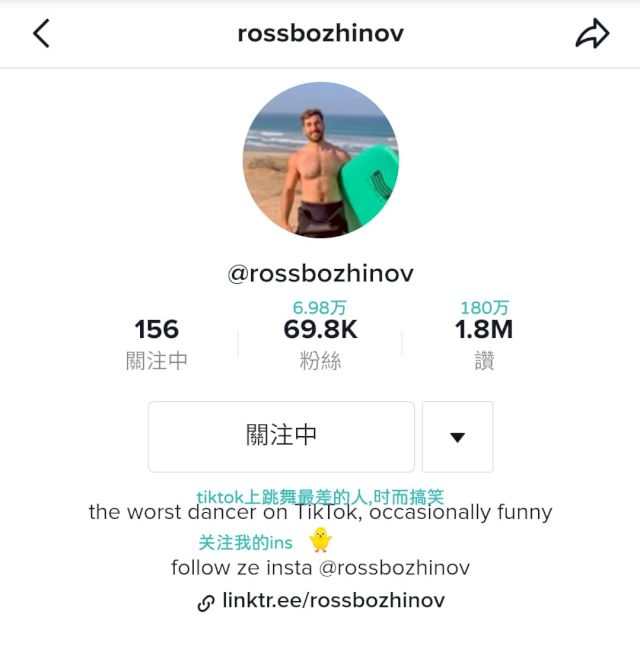 rossbozhinov
@rossbozhinov
6.98万 180万
156 69.8K 1.8M
關注中 粉絲 讚
關注中
tiktok上跳舞最差的人,时而搞笑
the worst dancer on TikTok, occasionally funny
关注我的ins
follow ze insta @rossbozhinov
linktr.ee/rossbozhinov